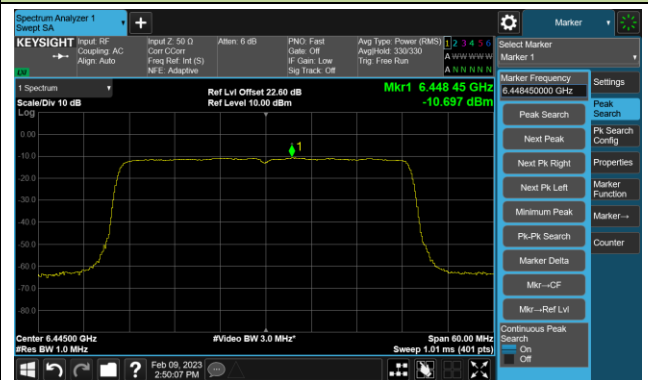 Spectrum Analyzer 1
Swept SA
Marker
KEYSIGHT
Input: RF
Coupling: AC
Align: Auto
Input Z: 50 Ω
Corr CCorr
Freq Ref: Int (S)
NFE: Adaptive
Atten: 6 dB
PNO: Fast
Gate: Off
IF Gain: Low
Sig Track: Off
Avg Type: Power (RMS)
Avg|Hold: 330/330
Trig: Free Run
1 2 3 4 5 6
A W W W W W
A N N N N N
Select Marker
Marker 1
1 Spectrum
Scale/Div 10 dB
Log
Ref Lvl Offset 22.60 dB
Ref Level 10.00 dBm
Mkr1 6.448 45 GHz
-10.697 dBm
Marker Frequency
6.448450000 GHz
Peak Search
Next Peak
Next Pk Right
Next Pk Left
Minimum Peak
Pk-Pk Search
Marker Delta
Mkr→CF
Mkr→Ref Lvl
Continuous Peak
Search
On
Off
Settings
Peak
Search
Pk Search
Config
Properties
Marker
Function
Marker→
Counter
0.00
-10.0
-20.0
-30.0
-40.0
-50.0
-60.0
-70.0
-80.0
1
Center 6.44500 GHz
#Res BW 1.0 MHz
#Video BW 3.0 MHz*
Span 60.00 MHz
Sweep 1.01 ms (401 pts)
Feb 09, 2023
2:50:07 PM